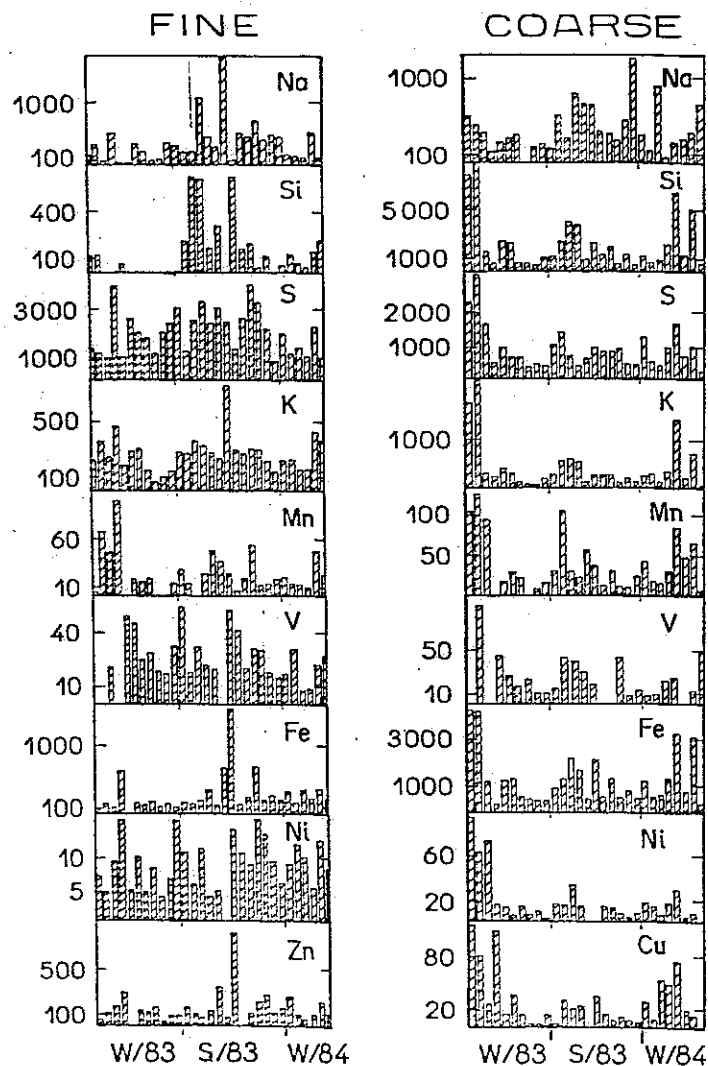 FINE COARSE
Na Na
1000 1000
100 100
Si Si
400 5000
100 1000
S S
3000 2000
1000 1000
K K
500 1000
100
Mn Mn
60 100
10 50
V V
40 50
10 10
Fe Fe
1000 3000
100 1000
Ni Ni
10 60
5 20
Zn Cu
500 80
100 20
W/83 S/83 W/84 W/83 S/83 W/84